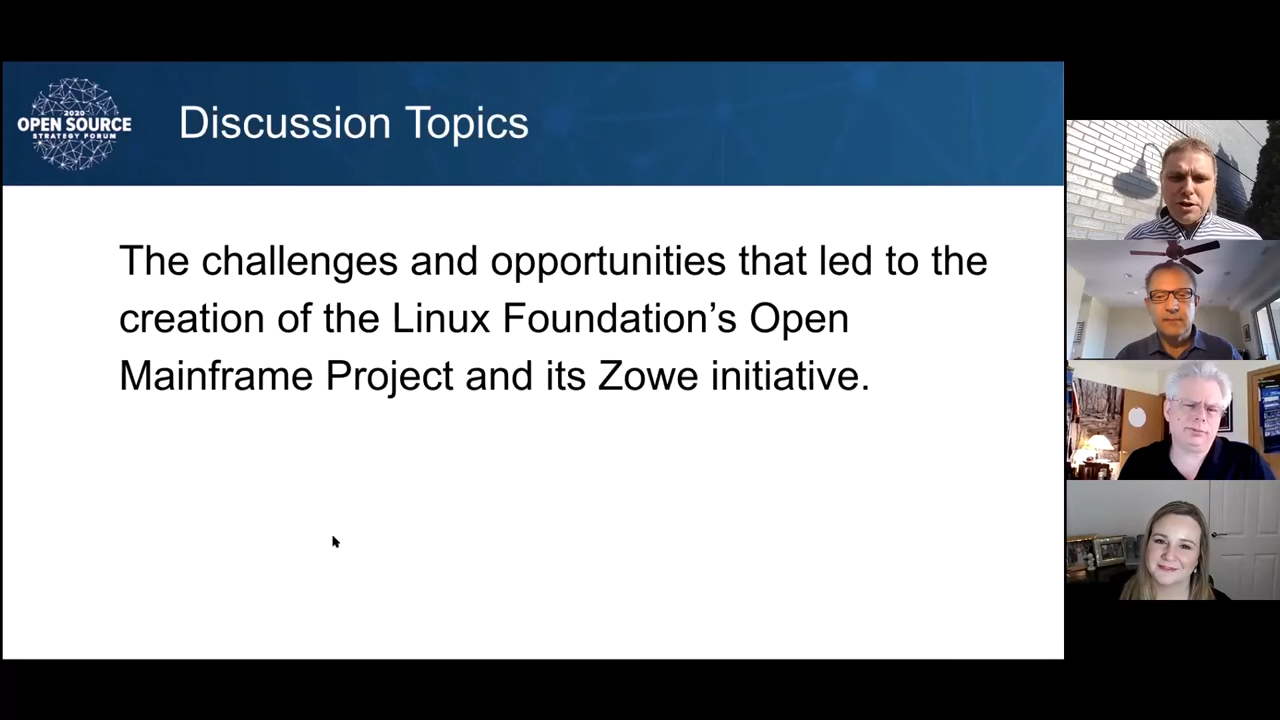 2020
OPEN SOURCE
STRATEGY FORUM
Discussion Topics
The challenges and opportunities that led to the
creation of the Linux Foundation’s Open
Mainframe Project and its Zowe initiative.